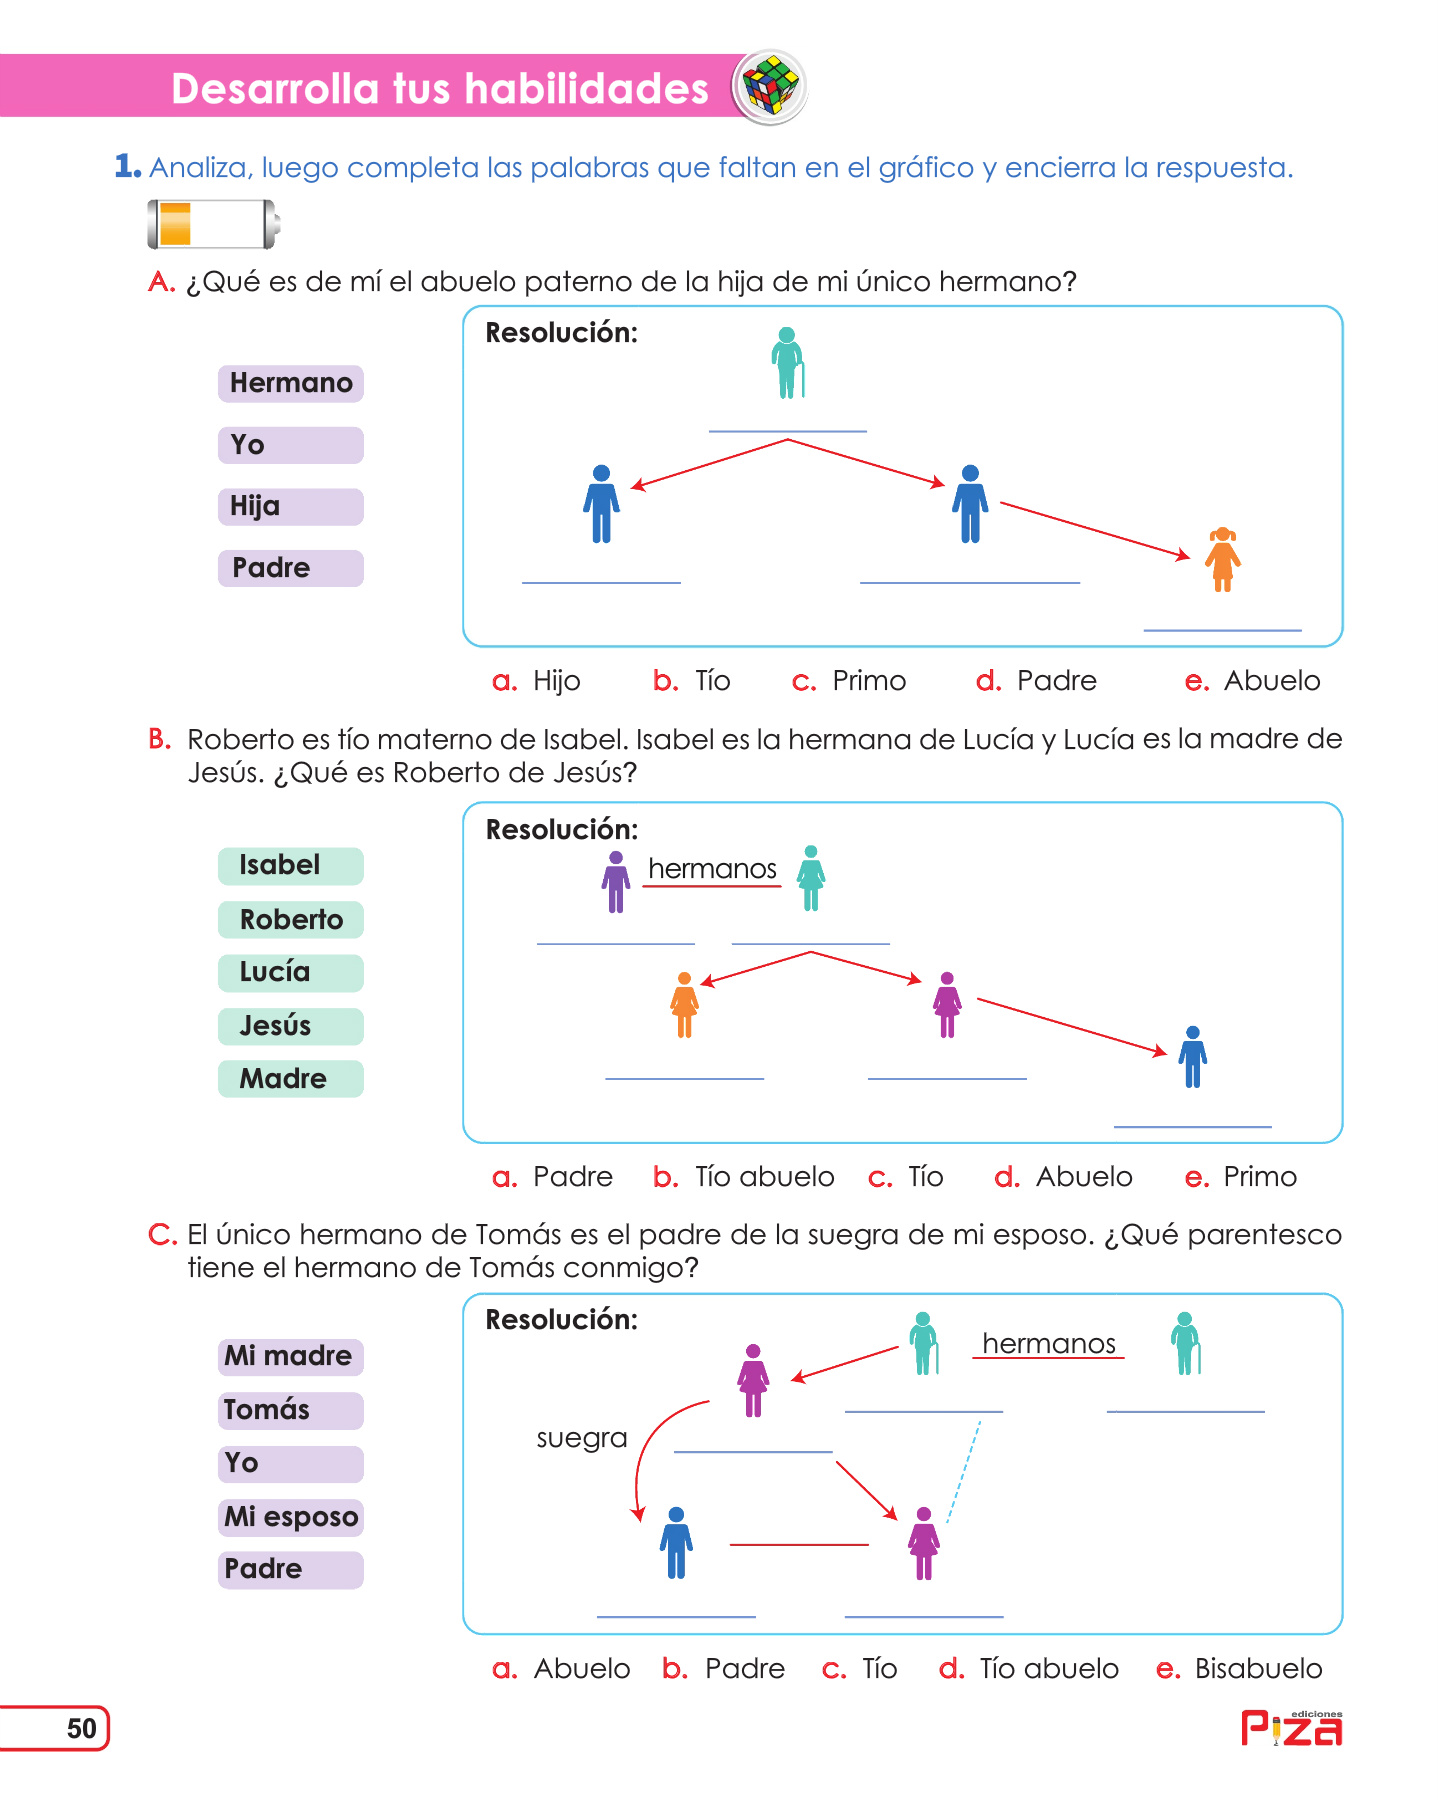 Desarrolla tus habilidades
1. Analiza, luego completa las palabras que faltan en el gráfico y encierra la respuesta.
A. ¿Qué es de mí el abuelo paterno de la hija de mi único hermano?
Resolución:
Hermano
Yo
Hija
Padre
a. Hijo b. Tío c. Primo d. Padre e. Abuelo
B. Roberto es tío materno de Isabel. Isabel es la hermana de Lucía y Lucía es la madre de
Jesús. ¿Qué es Roberto de Jesús?
Resolución:
hermanos
Isabel
Roberto
Lucía
Jesús
Madre
a. Padre b. Tío abuelo c. Tío d. Abuelo e. Primo
C. El único hermano de Tomás es el padre de la suegra de mi esposo. ¿Qué parentesco
tiene el hermano de Tomás conmigo?
Resolución:
hermanos
suegra
Mi madre
Tomás
Yo
Mi esposo
Padre
a. Abuelo b. Padre c. Tío d. Tío abuelo e. Bisabuelo
50
ediciones
Piza